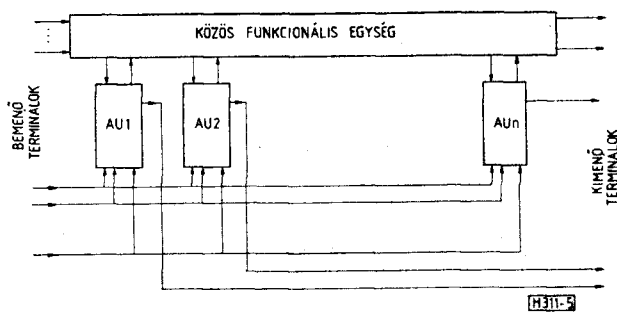 KÖZÖS FUNKCIONÁLIS EGYSÉG
BEMENŐ
TERMINÁLOK
AU1
AU2
AUn
KIMENŐ
TERMINÁLOK
H311-5